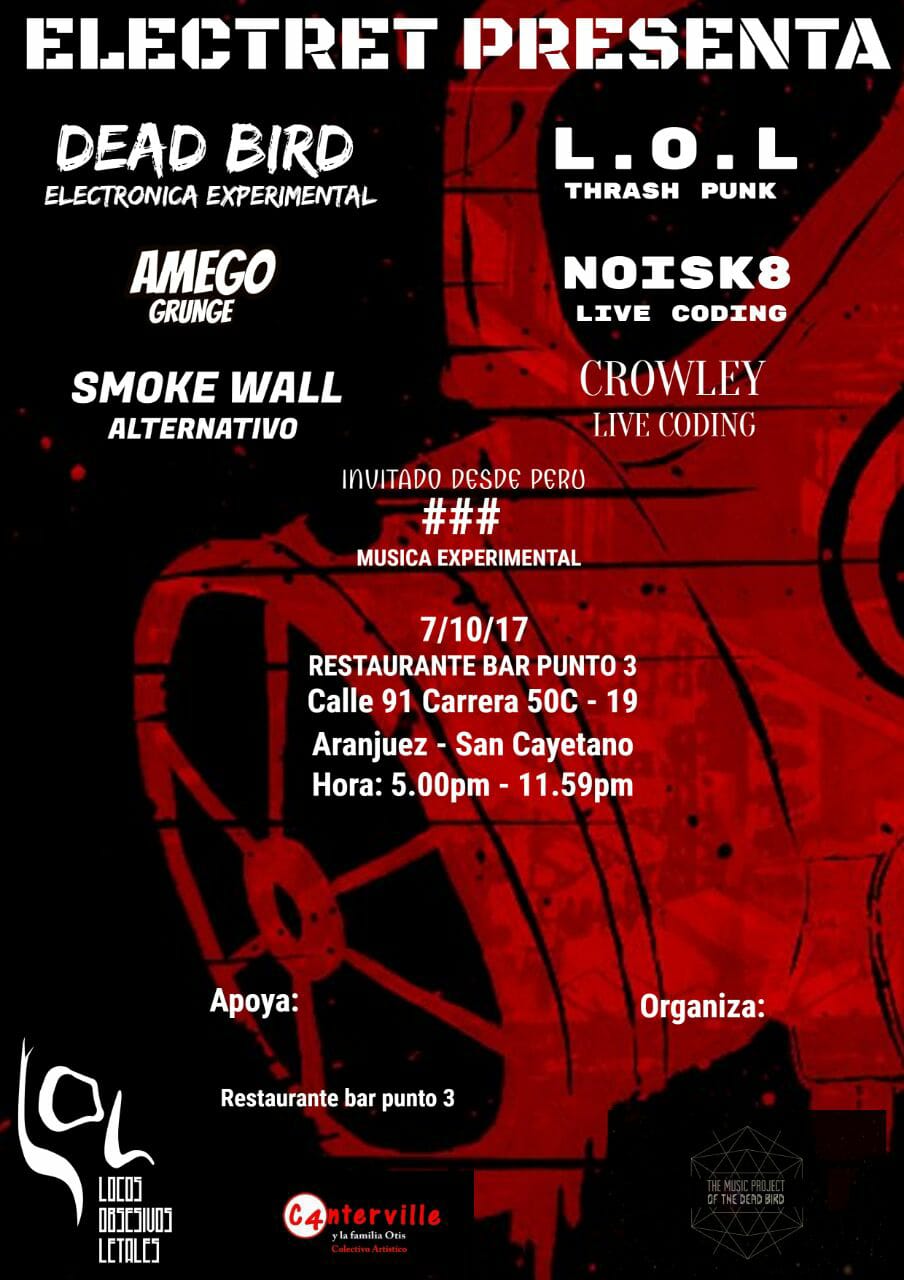 ELECTRET PRESENTA
DEAD BIRD
ELECTRONICA EXPERIMENTAL
L.O.L
THRASH PUNK
AMEGO
GRUNGE
NOISK8
LIVE CODING
SMOKE WALL
ALTERNATIVO
CROWLEY
LIVE CODING
INVITADO DESDE PERU
###
MUSICA EXPERIMENTAL
7/10/17
RESTAURANTE BAR PUNTO 3
Calle 91 Carrera 50C - 19
Aranjuez - San Cayetano
Hora: 5.00pm - 11.59pm
Apoya:
Organiza:
Restaurante bar punto 3
LOL
LOCOS
OBSESIVOS
LETALES
C4nterville
y la familia Otis
Colectivo Artístico
THE MUSIC PROJECT
OF THE DEAD BIRD